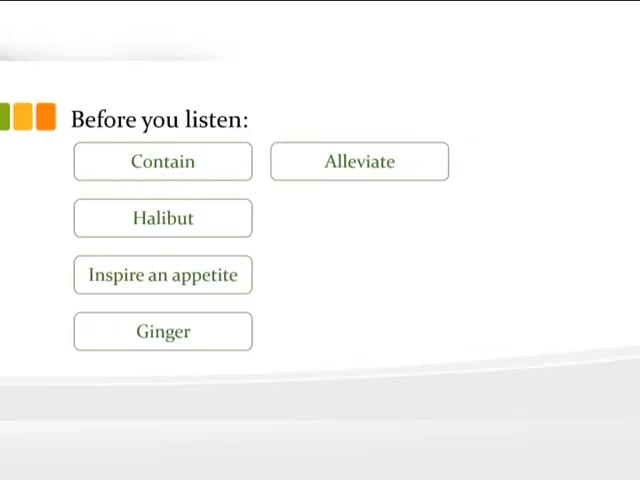 Before you listen:
Contain
Alleviate
Halibut
Inspire an appetite
Ginger